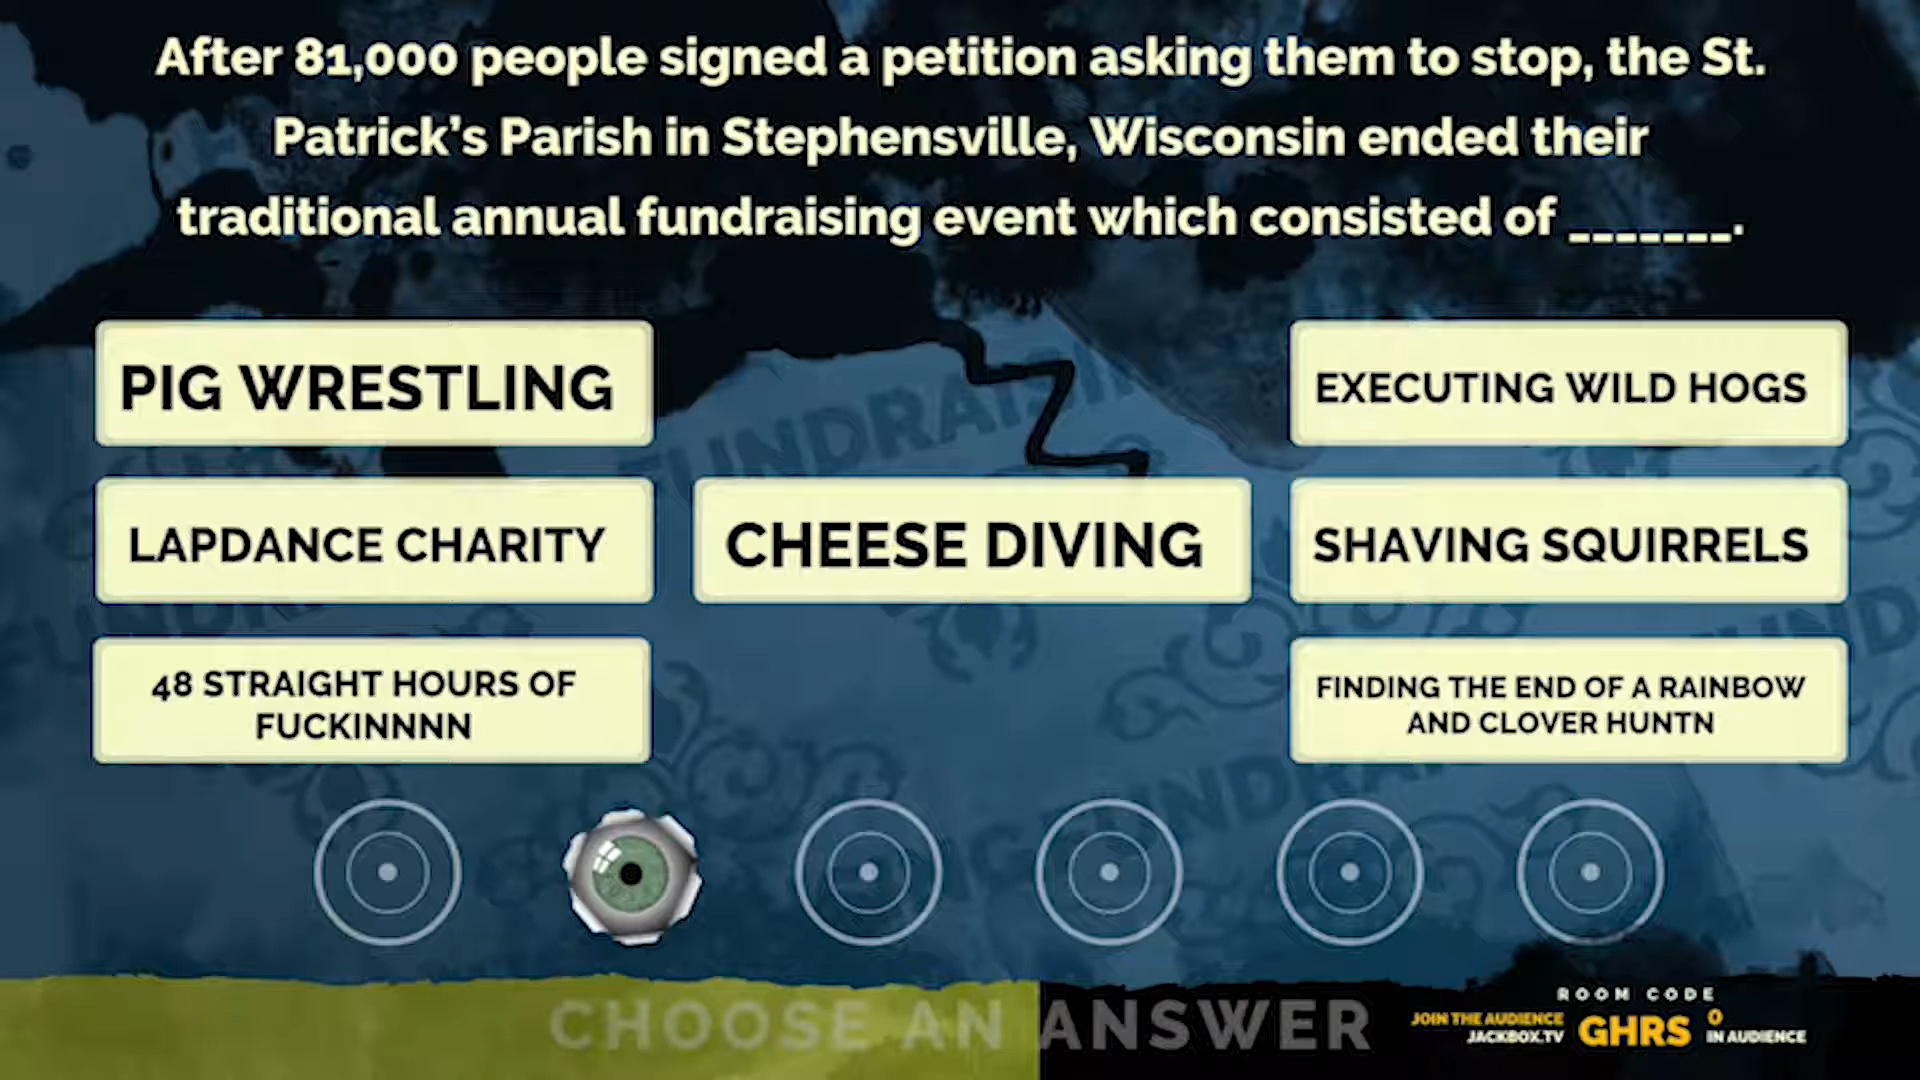 After 81,000 people signed a petition asking them to stop, the St.
Patrick's Parish in Stephensville, Wisconsin ended their
traditional annual fundraising event which consisted of _______.
PIG WRESTLING
EXECUTING WILD HOGS
LAPDANCE CHARITY
CHEESE DIVING
SHAVING SQUIRRELS
48 STRAIGHT HOURS OF
FUCKINNNN
FINDING THE END OF A RAINBOW
AND CLOVER HUNTN
CHOOSE AN ANSWER
ROOM CODE
JOIN THE AUDIENCE
JACKBOX.TV
GHRS
0
IN AUDIENCE